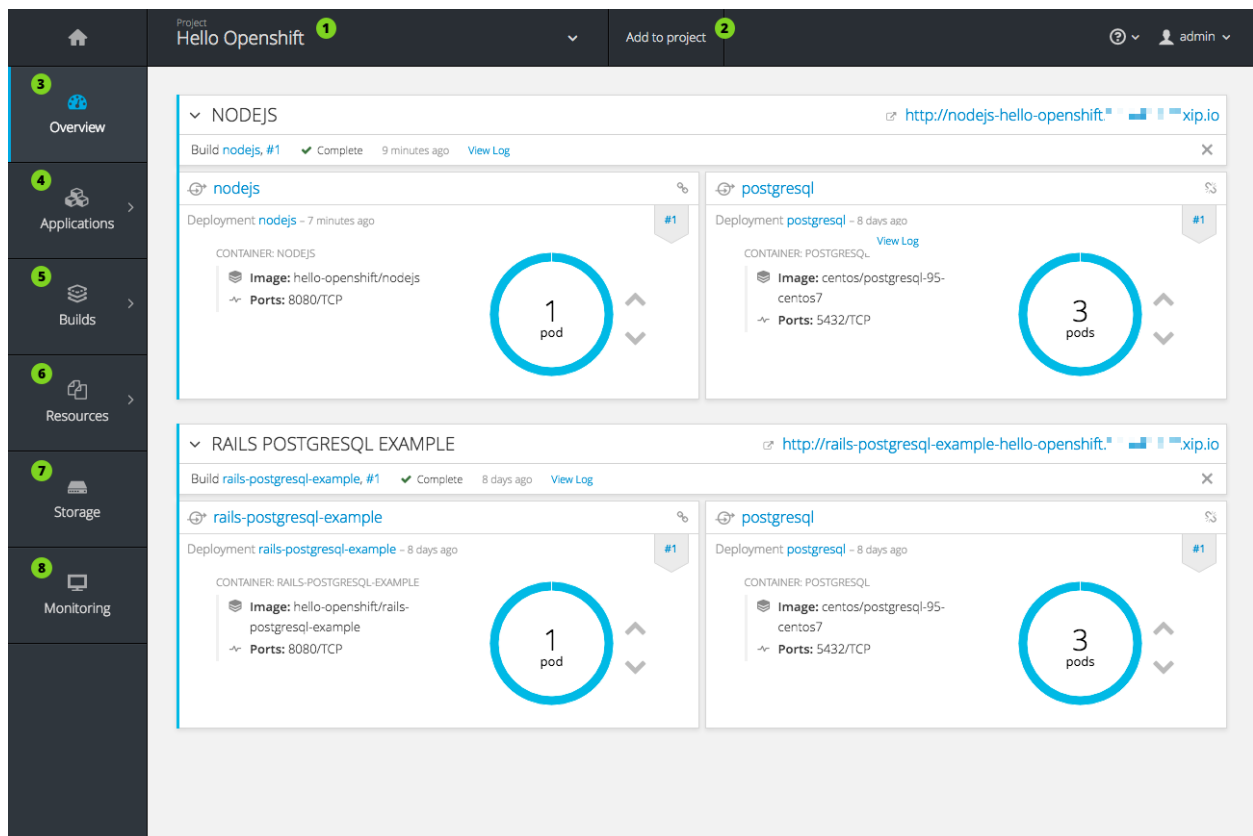 Project
Hello Openshift 1
Add to project 2
admin
3
Overview
4
Applications
5
Builds
6
Resources
7
Storage
8
Monitoring
NODEJS
http://nodejs-hello-openshift. xip.io
Build nodejs, #1 Complete 9 minutes ago View Log
nodejs
Deployment nodejs – 7 minutes ago #1
CONTAINER: NODEJS
Image: hello-openshift/nodejs
Ports: 8080/TCP
1
pod
postgresql
Deployment postgresql – 8 days ago #1
View Log
CONTAINER: POSTGRESQL
Image: centos/postgresql-95-
centos7
Ports: 5432/TCP
3
pods
RAILS POSTGRESQL EXAMPLE
http://rails-postgresql-example-hello-openshift. .xip.io
Build rails-postgresql-example, #1 Complete 8 days ago View Log
rails-postgresql-example
Deployment rails-postgresql-example – 8 days ago #1
CONTAINER: RAILS-POSTGRESQL-EXAMPLE
Image: hello-openshift/rails-
postgresql-example
Ports: 8080/TCP
1
pod
postgresql
Deployment postgresql – 8 days ago #1
CONTAINER: POSTGRESQL
Image: centos/postgresql-95-
centos7
Ports: 5432/TCP
3
pods